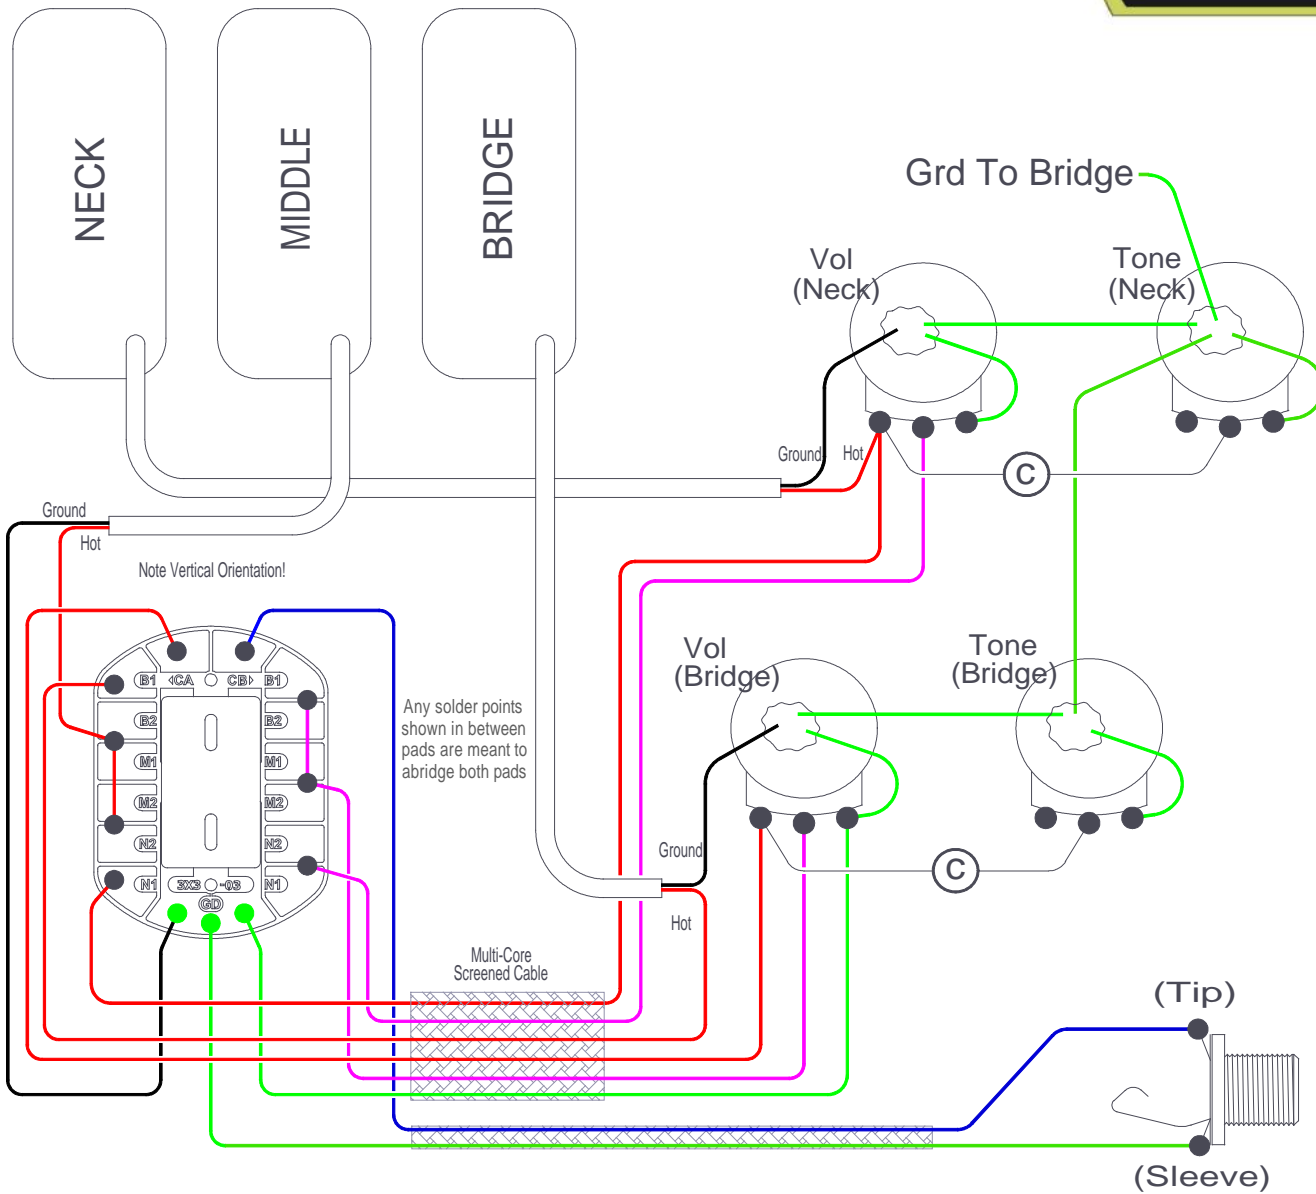 NECK
MIDDLE
BRIDGE
Grd To Bridge
Vol
(Neck)
Tone
(Neck)
Ground
Hot
Ground
Hot
Note Vertical Orientation!
B1
◁CA
CB▷
B1
B2
B2
M1
M1
M2
M2
N2
N2
N1
3X3
-03
N1
GD
Any solder points
shown in between
pads are meant to
abridge both pads
Vol
(Bridge)
Tone
(Bridge)
C
Ground
Hot
C
Multi-Core
Screened Cable
(Tip)
(Sleeve)